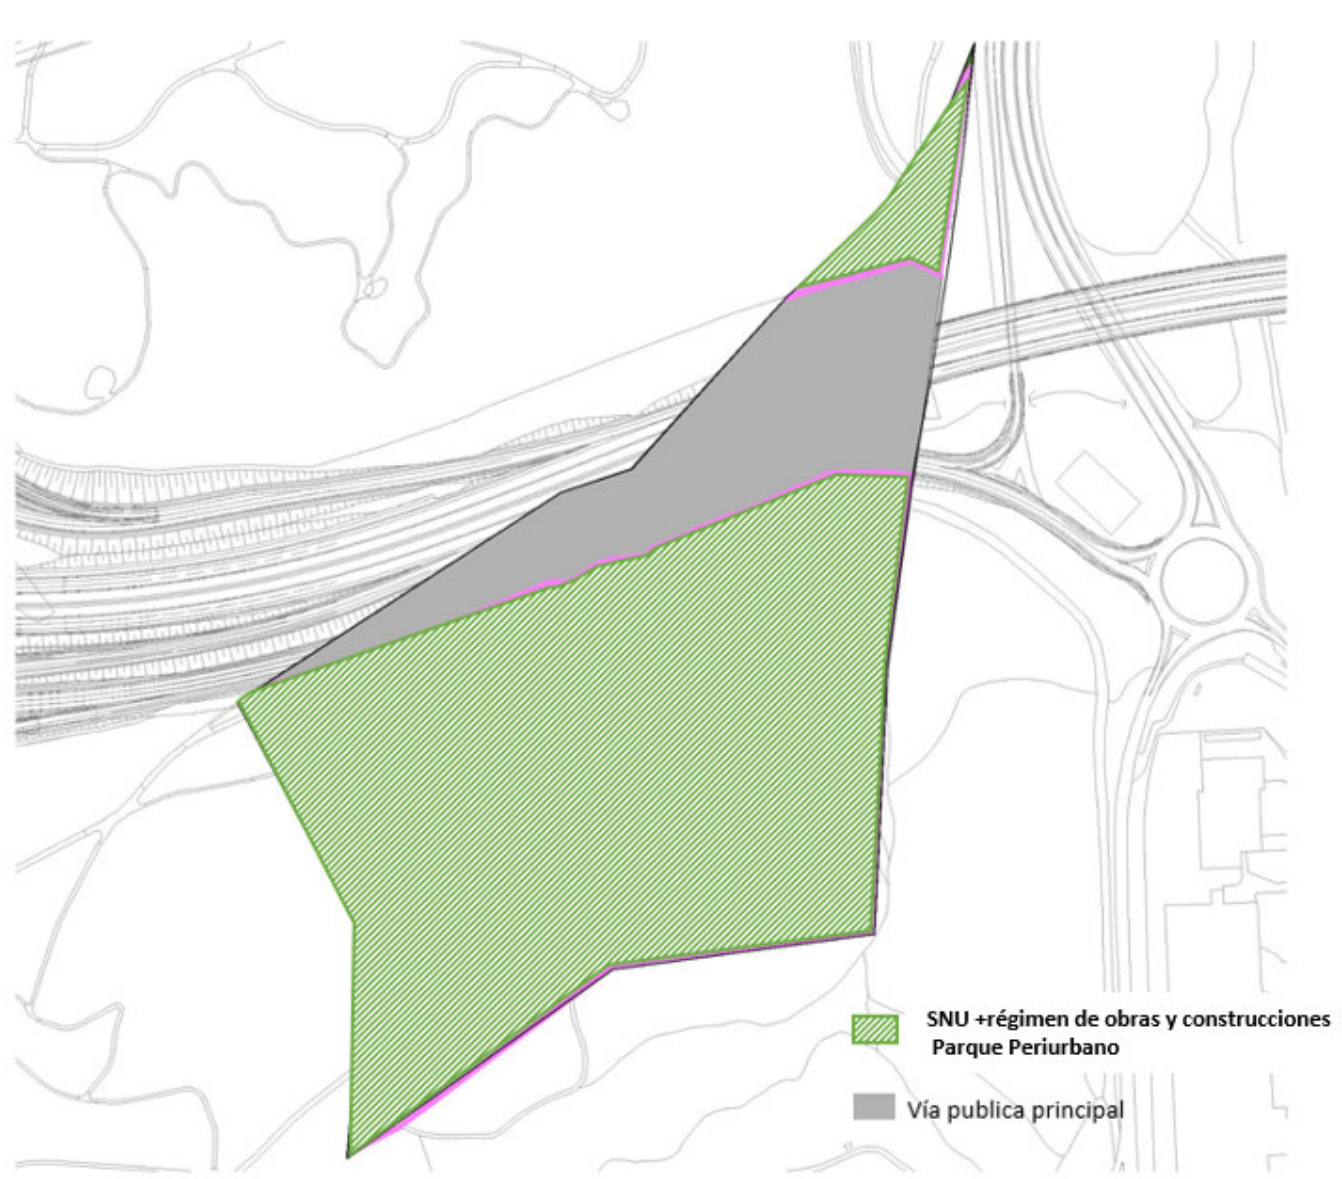 SNU +régimen de obras y construcciones
Parque Periurbano
Vía publica principal